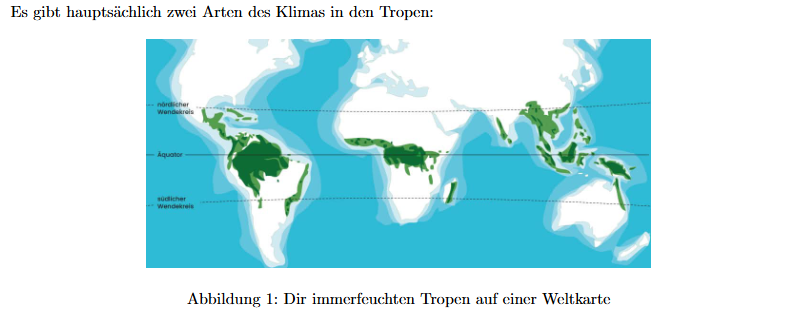 Es gibt hauptsächlich zwei Arten des Klimas in den Tropen:
nördlicher
Wendekreis
Äquator
südlicher
Wendekreis
Abbildung 1: Dir immerfeuchten Tropen auf einer Weltkarte